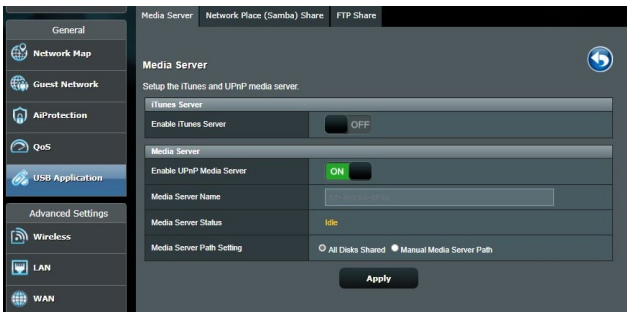 Media Server Network Place (Samba) Share FTP Share
General
Network Map
Guest Network
AiProtection
QoS
USB Application
Advanced Settings
Wireless
LAN
WAN
Media Server
Setup the iTunes and UPnP media server.
iTunes Server
Enable iTunes Server OFF
Media Server
Enable UPnP Media Server ON
Media Server Name
Media Server Status Idle
Media Server Path Setting All Disks Shared Manual Media Server Path
Apply